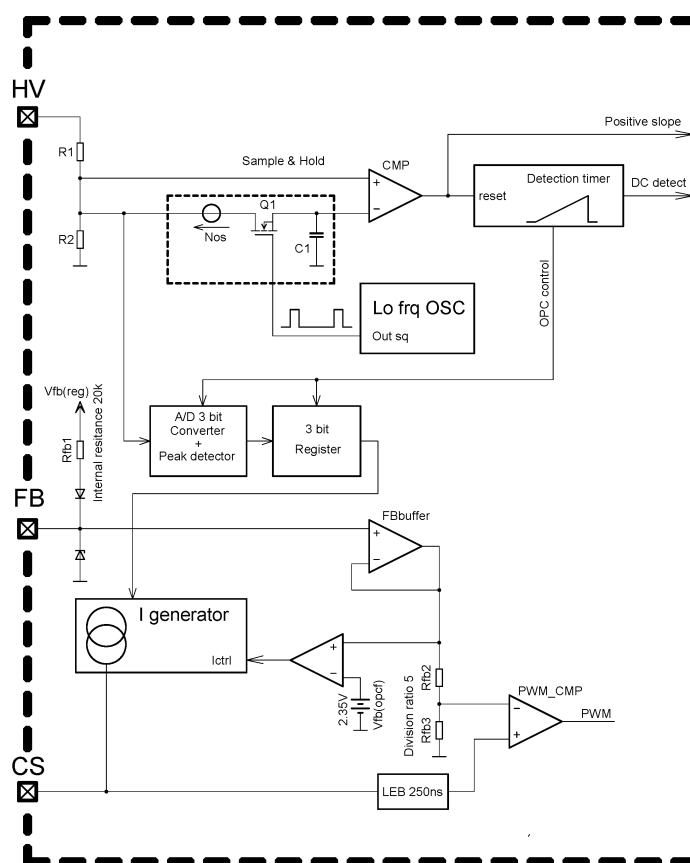 HV
Positive slope
R1
Sample & Hold
CMP
Detection timer
DC detect
reset
Q1
R2
Nos
C1
OPC control
Lo frq OSC
Out sq
Vfb(reg)
Internal resitance 20k
Rfb1
A/D 3 bit
Converter
+
Peak detector
3 bit
Register
FB
FBbuffer
+
−
I generator
Ictrl
+
−
2.35V
Vfb(opcf)
Division ratio 5
Rfb2
Rfb3
PWM_CMP
−
+
PWM
CS
LEB 250ns